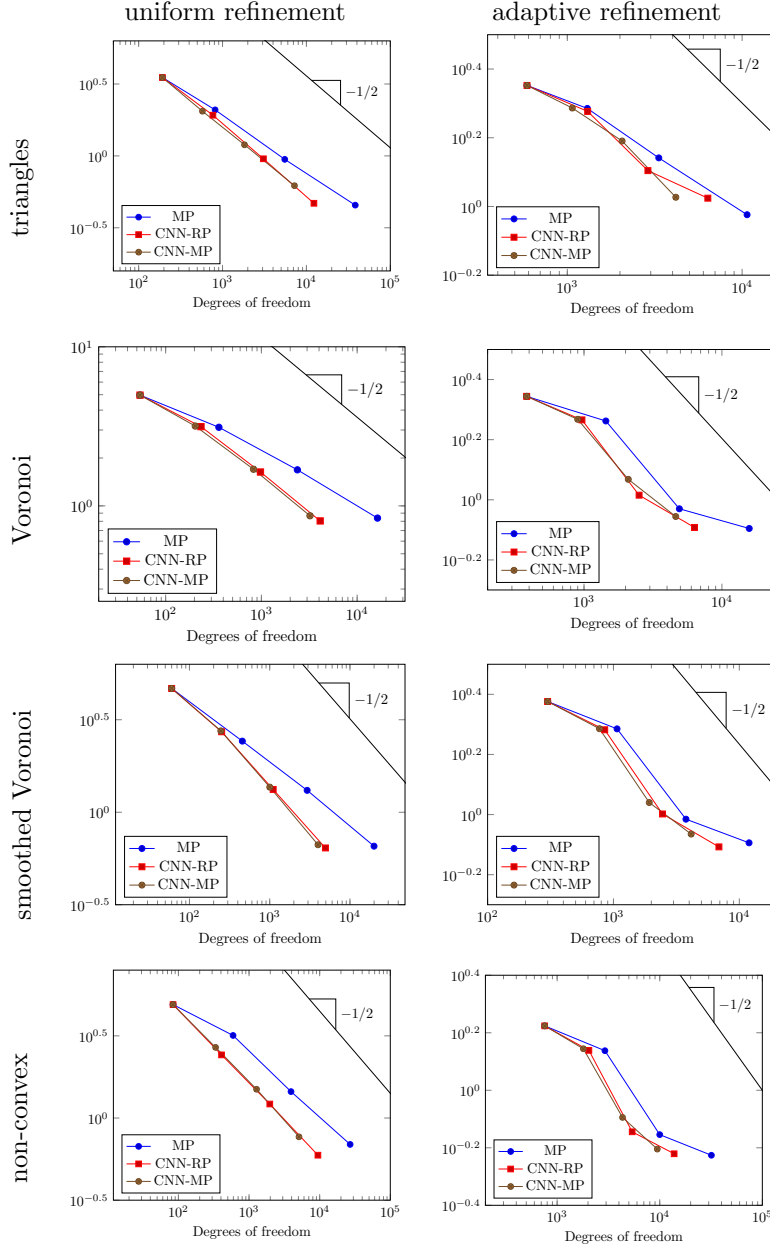 uniform refinement
adaptive refinement
triangles
10^0.5
10^0
10^−0.5
−1/2
MP
CNN-RP
CNN-MP
10^2
10^3
10^4
10^5
Degrees of freedom
10^0.4
10^0.2
10^0
10^−0.2
−1/2
MP
CNN-RP
CNN-MP
10^3
10^4
Degrees of freedom
Voronoi
10^1
10^0
−1/2
MP
CNN-RP
CNN-MP
10^2
10^3
10^4
Degrees of freedom
10^0.4
10^0.2
10^0
10^−0.2
−1/2
MP
CNN-RP
CNN-MP
10^3
10^4
Degrees of freedom
smoothed Voronoi
10^0.5
10^0
10^−0.5
−1/2
MP
CNN-RP
CNN-MP
10^2
10^3
10^4
Degrees of freedom
10^0.4
10^0.2
10^0
10^−0.2
−1/2
MP
CNN-RP
CNN-MP
10^2
10^3
10^4
Degrees of freedom
non-convex
10^0.5
10^0
10^−0.5
−1/2
MP
CNN-RP
CNN-MP
10^2
10^3
10^4
10^5
Degrees of freedom
10^0.4
10^0.2
10^0
10^−0.2
10^−0.4
−1/2
MP
CNN-RP
CNN-MP
10^3
10^4
10^5
Degrees of freedom